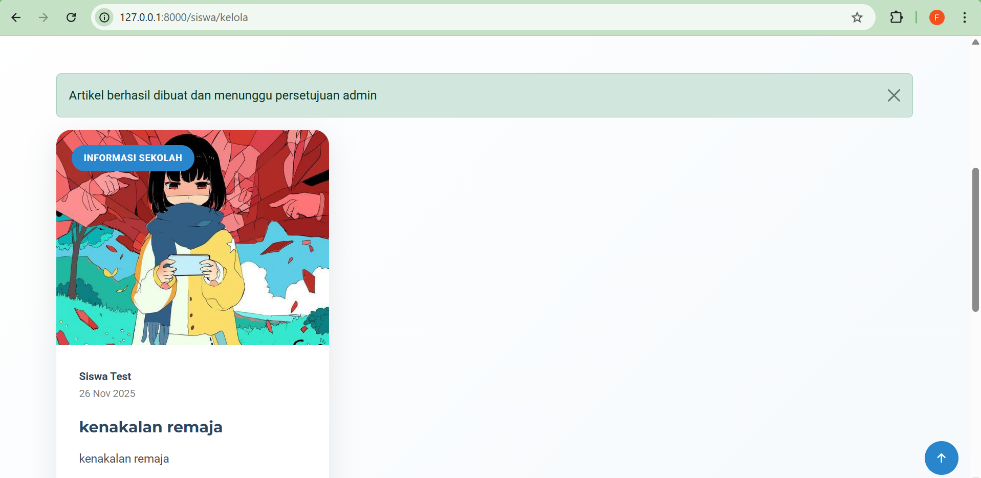 127.0.0.1:8000/siswa/kelola
F
Artikel berhasil dibuat dan menunggu persetujuan admin
INFORMASI SEKOLAH
Siswa Test
26 Nov 2025
kenakalan remaja
kenakalan remaja